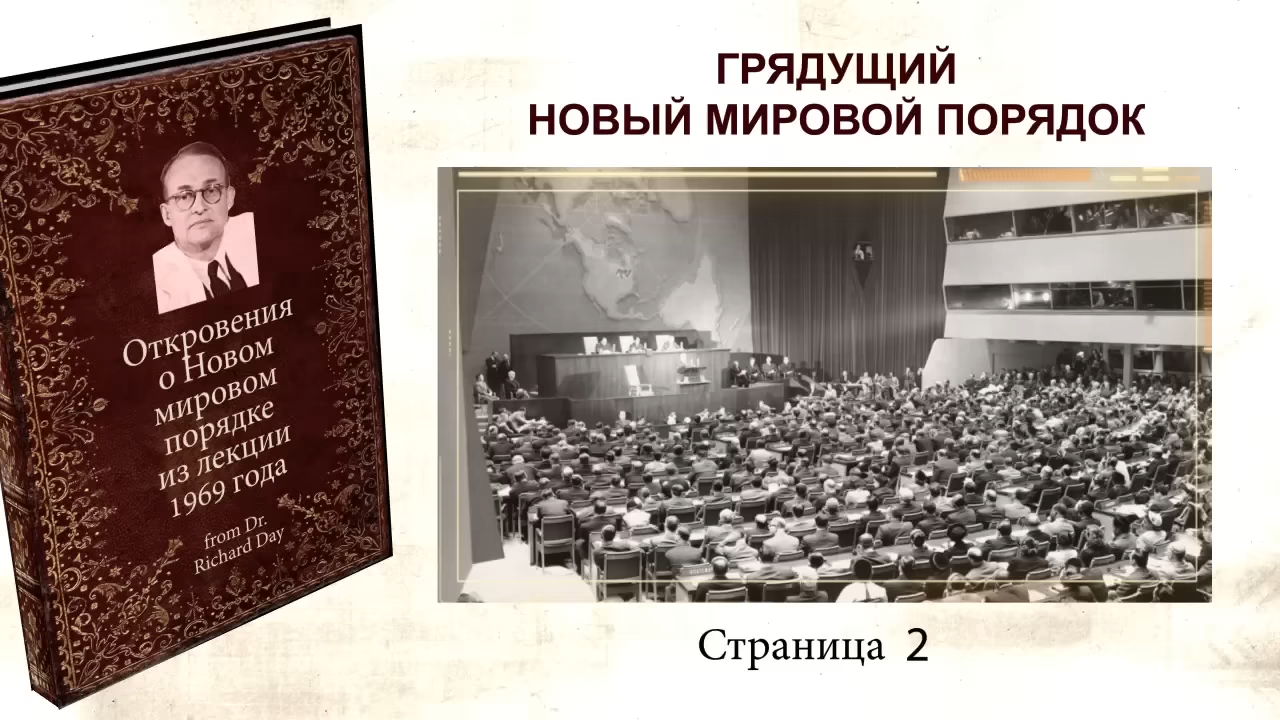 ГРЯДУЩИЙ
НОВЫЙ МИРОВОЙ ПОРЯДОК
Откровения
о Новом
мировом
порядке
из лекции
1969 года
from Dr.
Richard Day
Страница 2